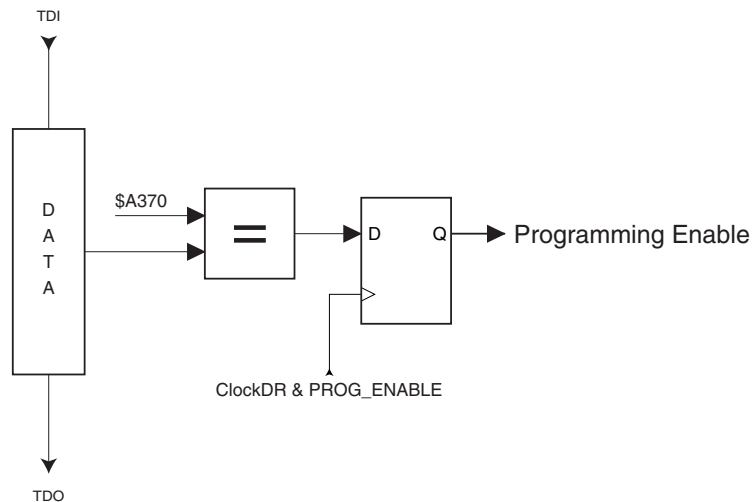 TDI
D
A
T
A
$A370
=
D
Q
Programming Enable
ClockDR & PROG_ENABLE
TDO